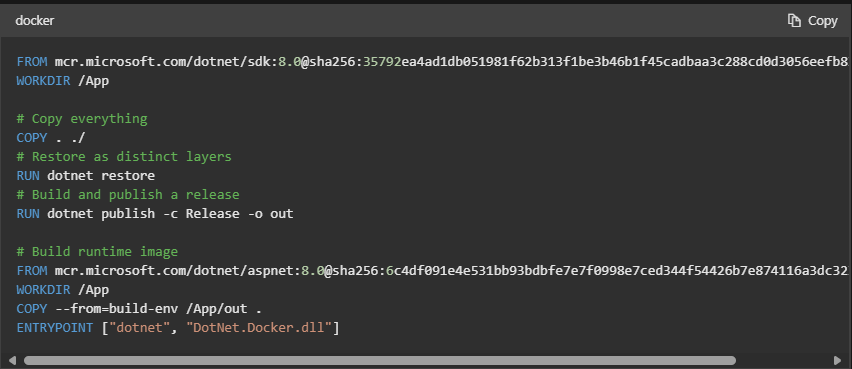 docker
Copy
FROM mcr.microsoft.com/dotnet/sdk:8.0@sha256:35792ea4ad1db051981f62b313f1be3b46b1f45cadbaa3c288cd0d3056eefb8
WORKDIR /App
# Copy everything
COPY . ./
# Restore as distinct layers
RUN dotnet restore
# Build and publish a release
RUN dotnet publish -c Release -o out
# Build runtime image
FROM mcr.microsoft.com/dotnet/aspnet:8.0@sha256:6c4df091e4e531bb93bdbfe7e7f0998e7ced344f54426b7e874116a3dc32
WORKDIR /App
COPY --from=build-env /App/out .
ENTRYPOINT ["dotnet", "DotNet.Docker.dll"]